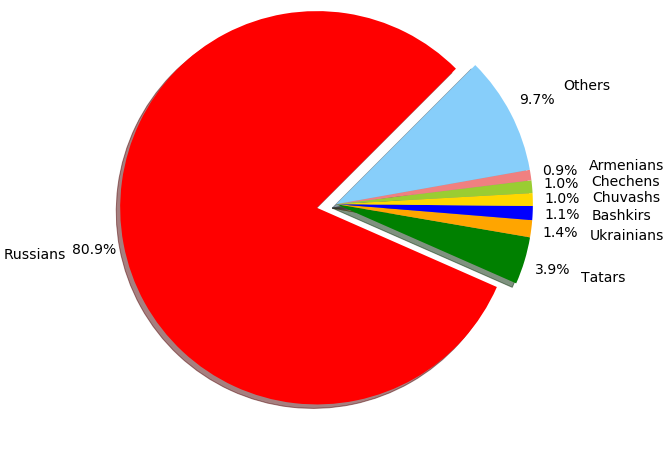 Others
9.7%
Armenians
0.9%
Chechens
1.0%
Chuvashs
1.0%
Bashkirs
1.1%
Ukrainians
1.4%
Tatars
3.9%
Russians
80.9%